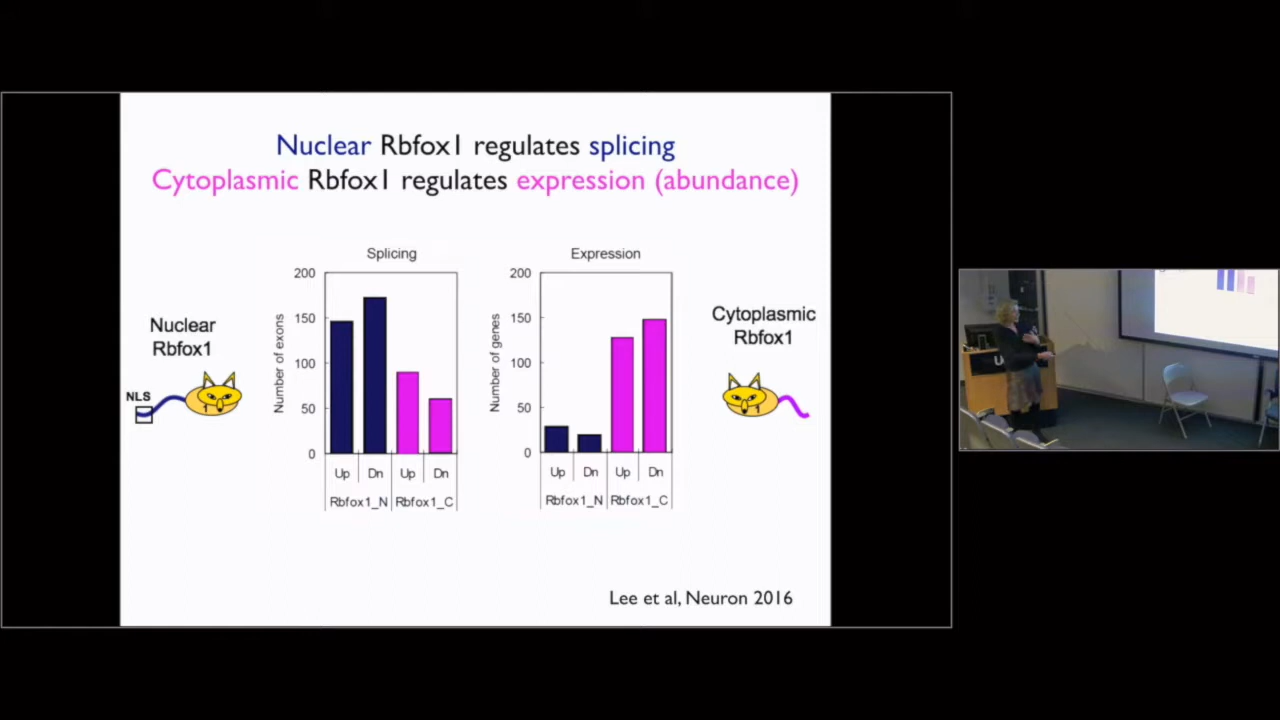 Nuclear Rbfox1 regulates splicing
Cytoplasmic Rbfox1 regulates expression (abundance)
Splicing
Number of exons
200
150
100
50
0
Up Dn Up Dn
Rbfox1_N Rbfox1_C
Expression
Number of genes
200
150
100
50
0
Up Dn Up Dn
Rbfox1_N Rbfox1_C
Nuclear
Rbfox1
NLS
1
Cytoplasmic
Rbfox1
1
Lee et al, Neuron 2016
U